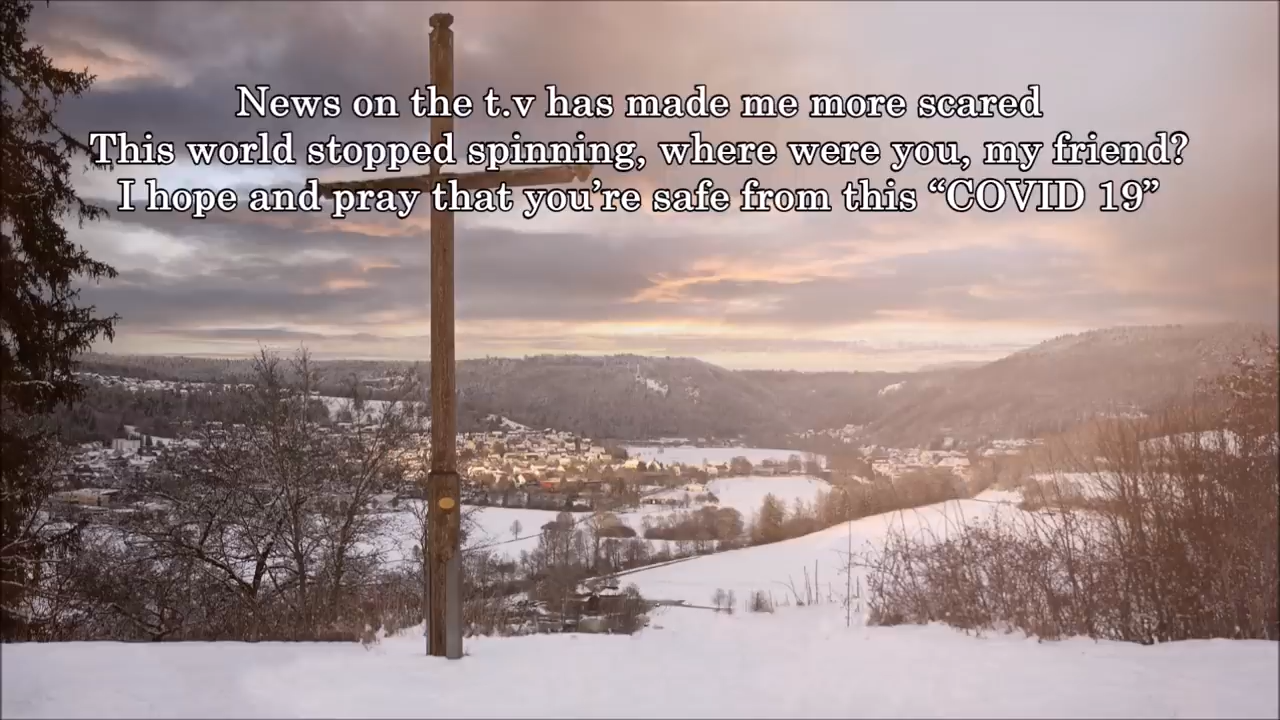 News on the t.v has made me more scared
This world stopped spinning, where were you, my friend?
I hope and pray that you’re safe from this “COVID 19”